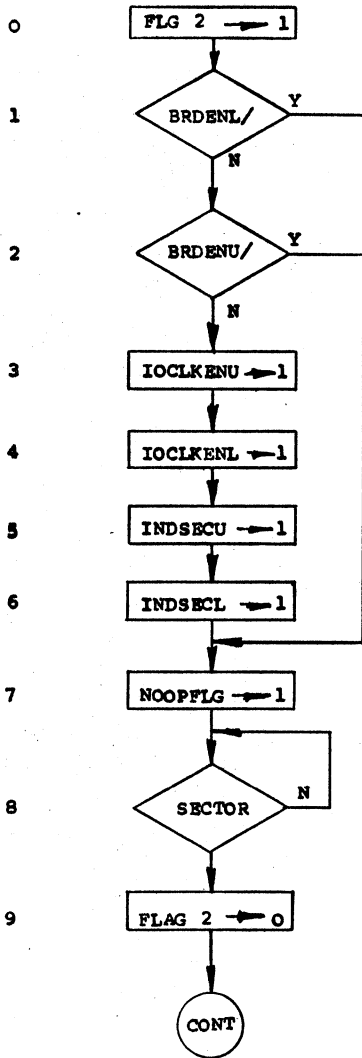 0 FLG 2 → 1
1 BRDENL/ Y
N
2 BRDENU/ Y
N
3 IOCLKENU → 1
4 IOCLKENL → 1
5 INDSECU → 1
6 INDSECL → 1
7 NOOPFLG → 1
8 SECTOR N
9 FLAG 2 → 0
CONT